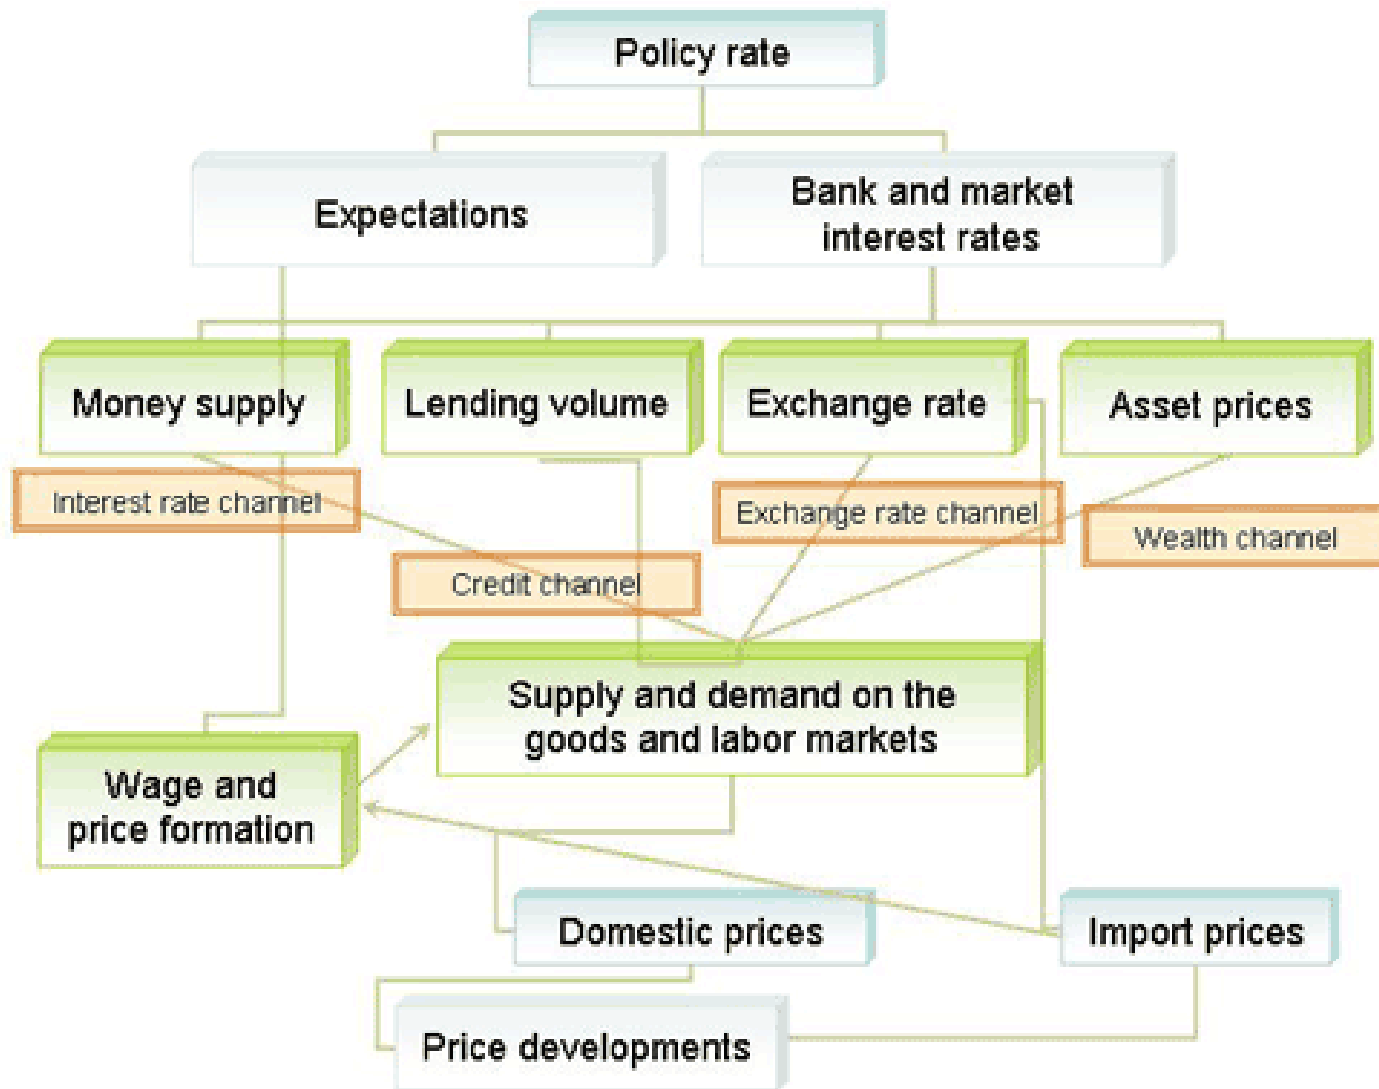 Policy rate
Expectations
Bank and market
interest rates
Money supply
Lending volume
Exchange rate
Asset prices
Interest rate channel
Exchange rate channel
Wealth channel
Credit channel
Supply and demand on the
goods and labor markets
Wage and
price formation
Domestic prices
Import prices
Price developments